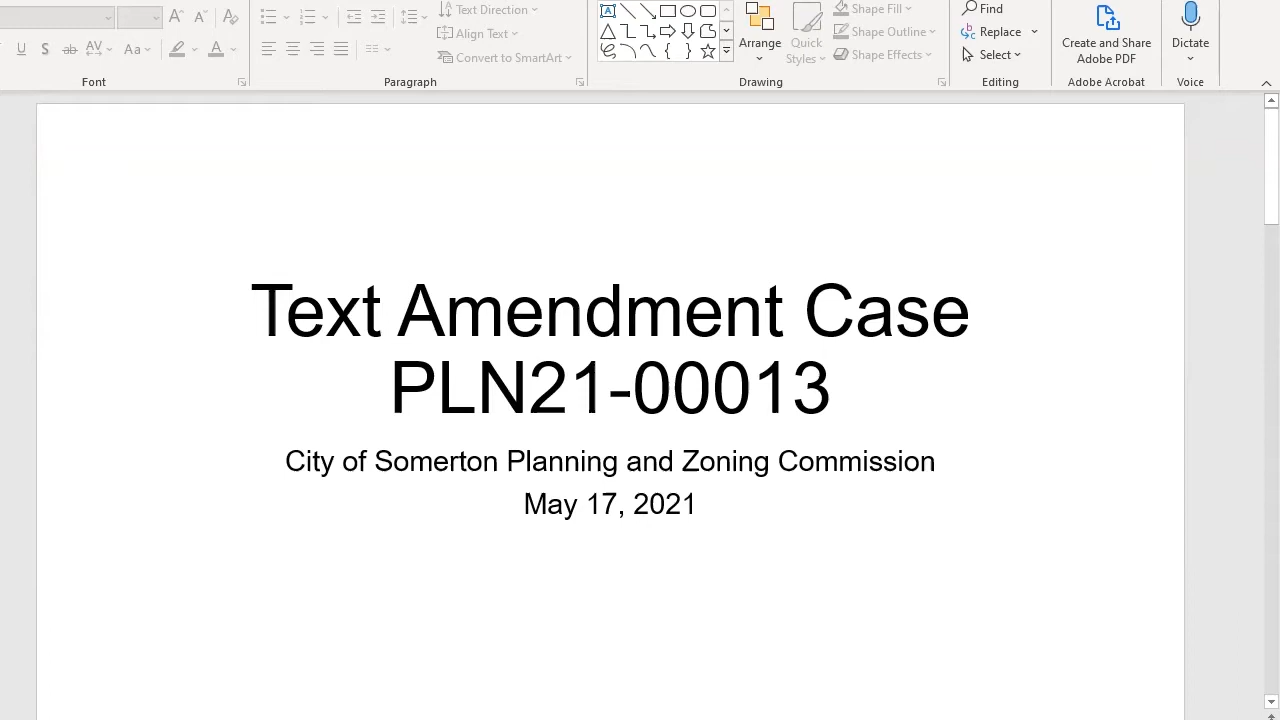 Text Direction
Align Text
Convert to SmartArt
Aa
AV
Arrange
Quick
Styles
Shape Fill
Shape Outline
Shape Effects
Find
Replace
Select
Create and Share
Adobe PDF
Dictate
Font
Paragraph
Drawing
Editing
Adobe Acrobat
Voice
Text Amendment Case
PLN21-00013
City of Somerton Planning and Zoning Commission
May 17, 2021